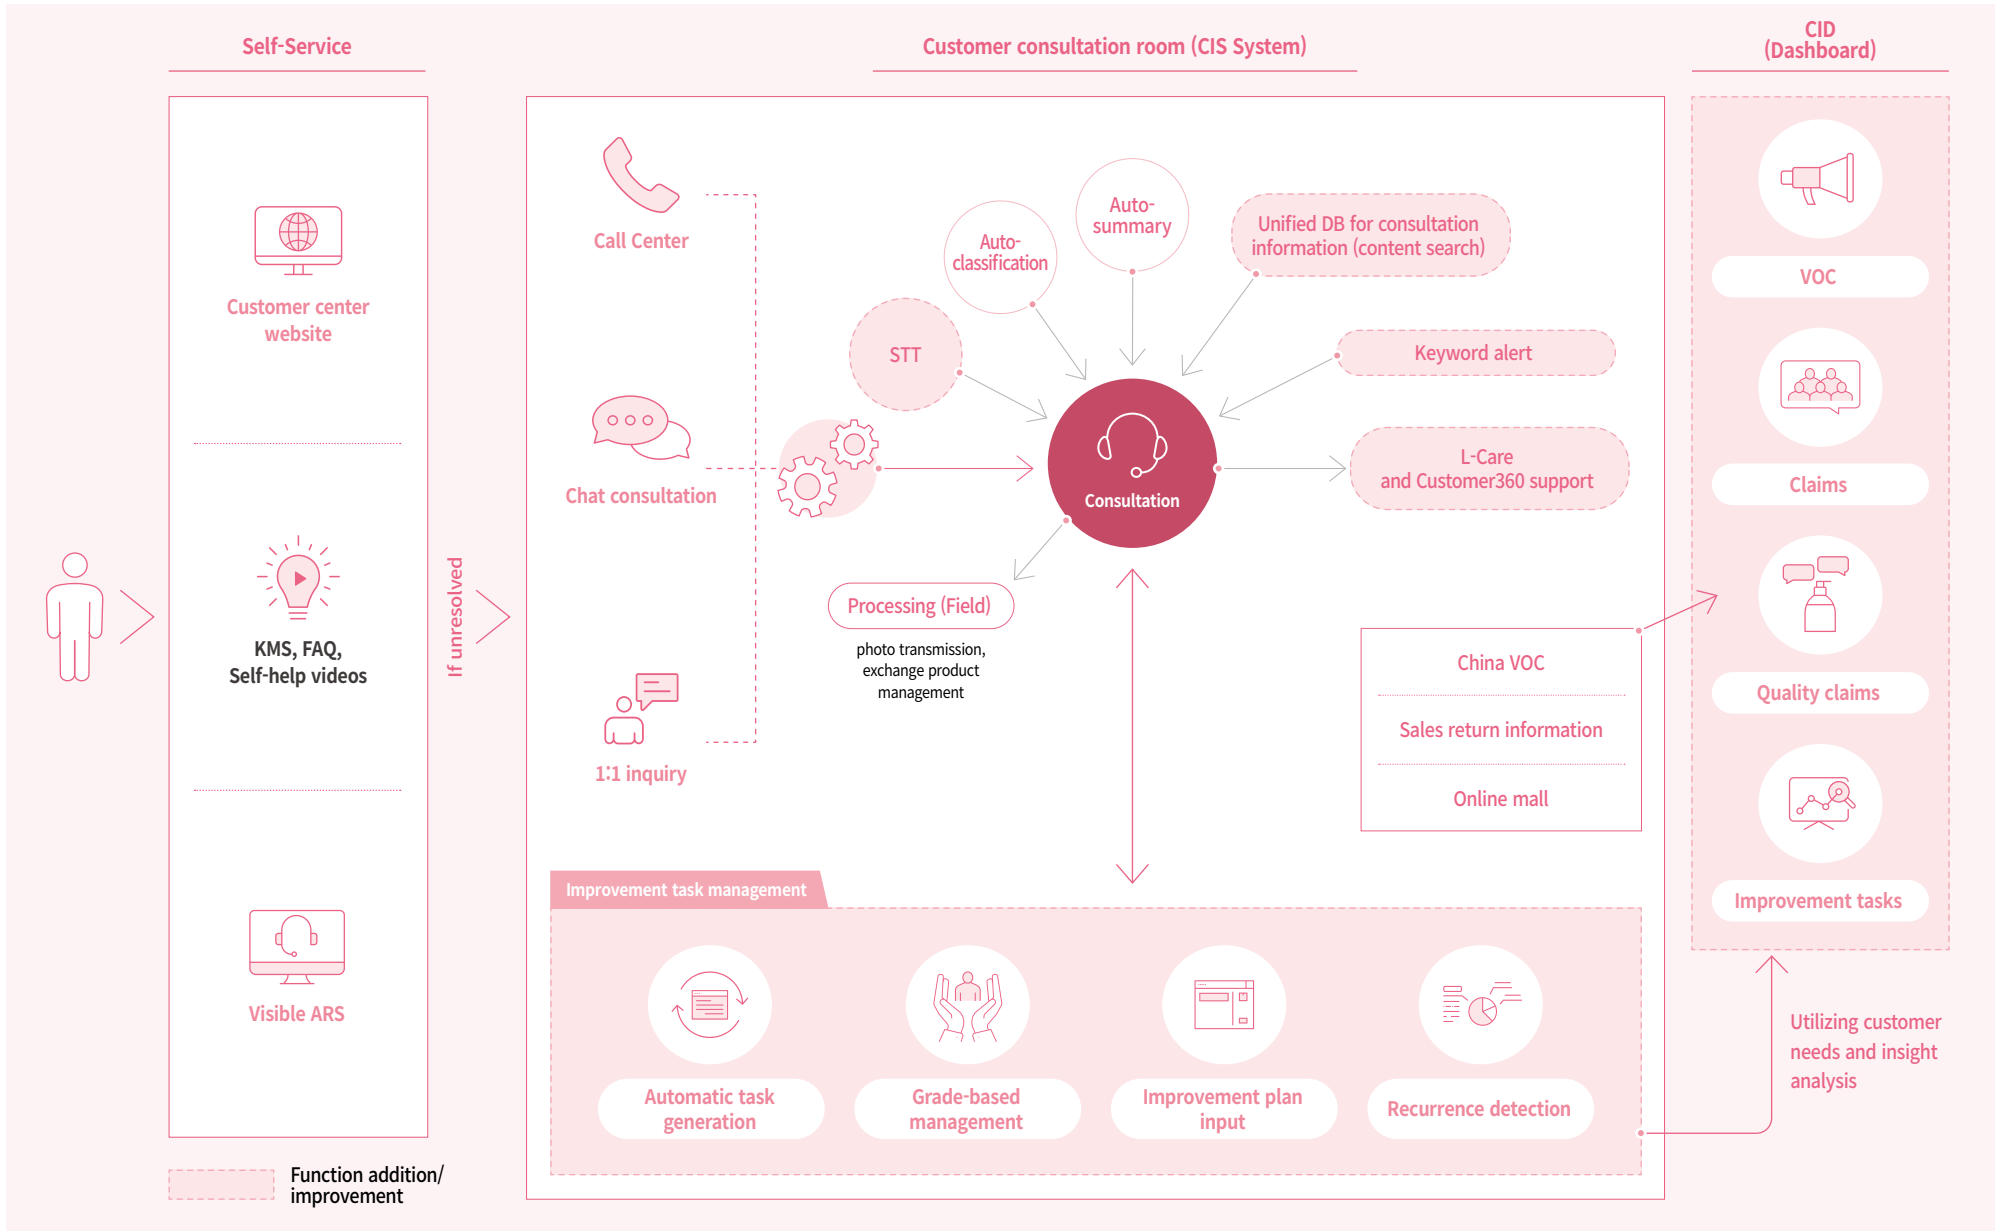 Self-Service
Customer center
website
KMS, FAQ,
Self-help videos
Visible ARS
Function addition/
improvement
If unresolved
Customer consultation room (CIS System)
Call Center
Chat consultation
1:1 inquiry
STT
Auto-
classification
Auto-
summary
Unified DB for consultation
information (content search)
Keyword alert
L-Care
and Customer360 support
Consultation
Processing (Field)
photo transmission,
exchange product
management
China VOC
Sales return information
Online mall
Improvement task management
Automatic task
generation
Grade-based
management
Improvement plan
input
Recurrence detection
CID
(Dashboard)
VOC
Claims
Quality claims
Improvement tasks
Utilizing customer
needs and insight
analysis